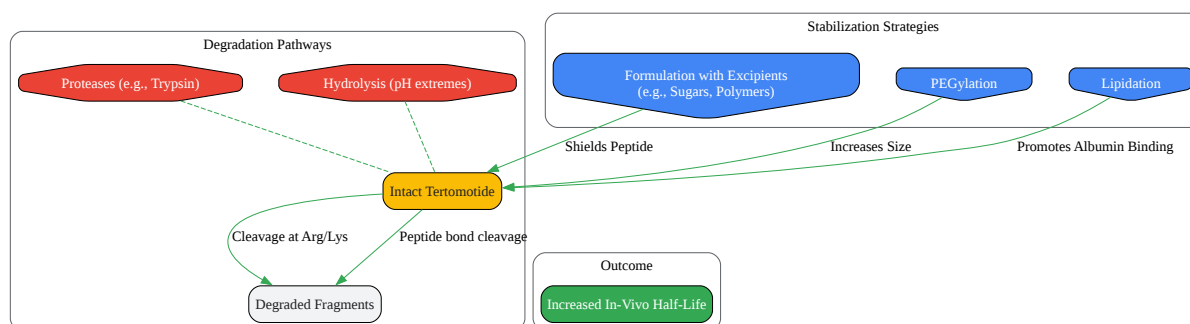 Stabilization Strategies
Degradation Pathways
Proteases (e.g., Trypsin)
Hydrolysis (pH extremes)
Formulation with Excipients
(e.g., Sugars, Polymers)
PEGylation
Lipidation
Shields Peptide
Increases Size
Promotes Albumin Binding
Intact Tertomotide
Cleavage at Arg/Lys
Peptide bond cleavage
Outcome
Degraded Fragments
Increased In-Vivo Half-Life